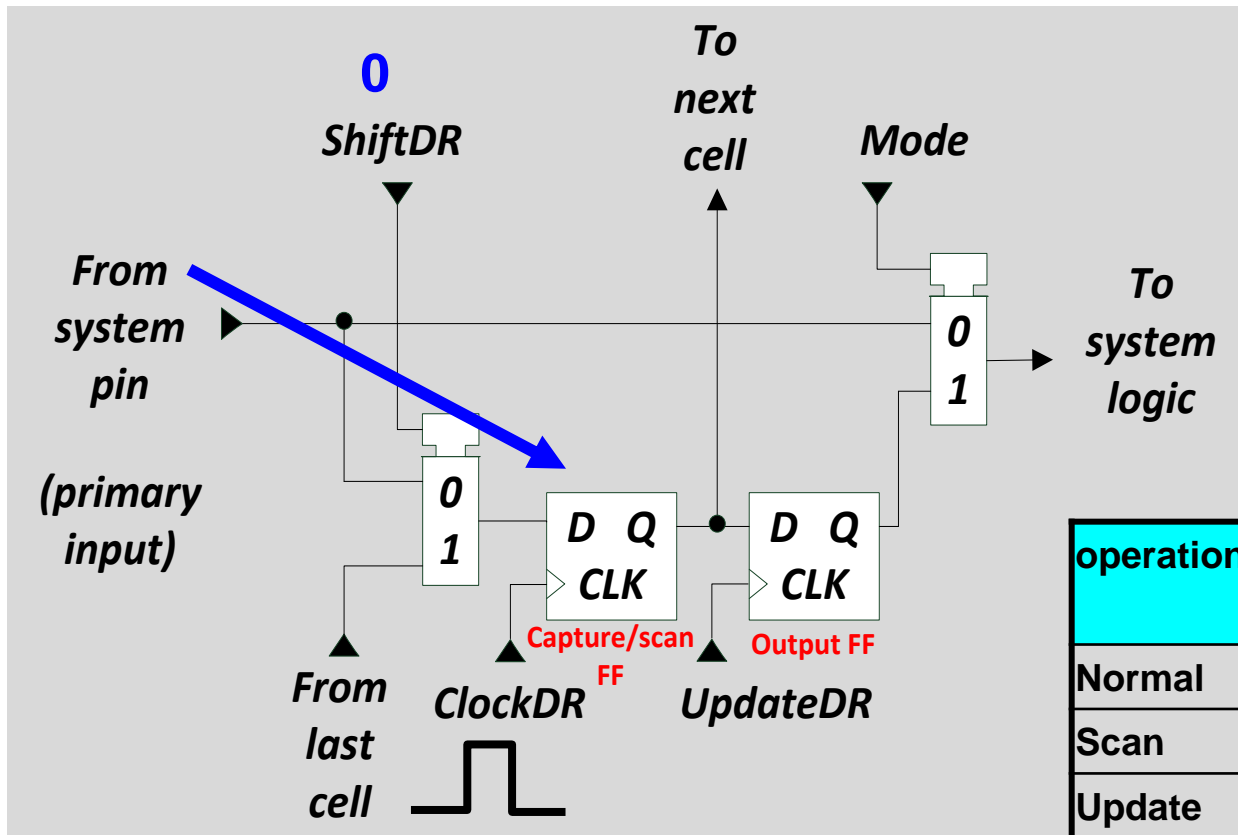 0
ShiftDR
To
next
cell
Mode
From
system
pin
(primary
input)
0
1
D Q
CLK
Capture/scan
FF
D Q
CLK
Output FF
0
1
To
system
logic
From
last
cell
ClockDR
UpdateDR
operation
Normal
Scan
Update